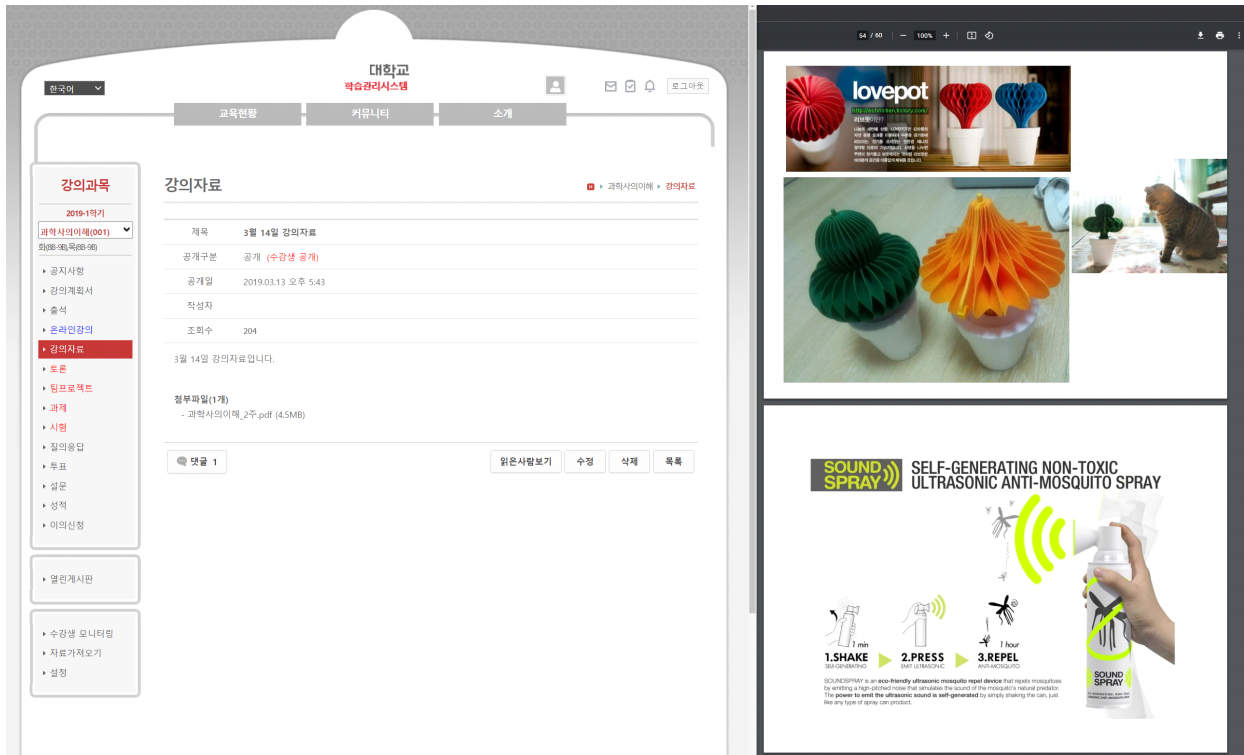 대학교
학습관리시스템
한국어
로그아웃
교육현황
커뮤니티
소개
강의과목
2019-1학기
과학사의이해(001)
화(8B-9B),목(8B-9B)
공지사항
강의계획서
출석
온라인강의
강의자료
토론
팀프로젝트
과제
시험
질의응답
투표
설문
성적
이의신청
열린게시판
수강생 모니터링
자료가져오기
설정
강의자료
과학사의이해 강의자료
제목 3월 14일 강의자료
공개구분 공개 (수강생 공개)
공개일 2019.03.13 오후 5:43
작성자
조회수 204
3월 14일 강의자료입니다.
첨부파일(1개)
- 과학사의이해_2주.pdf (4.5MB)
댓글 1
읽은사람보기
수정
삭제
목록
54 / 60
100%
lovepot
러브팟이란?
SOUND
SPRAY
SELF-GENERATING NON-TOXIC
ULTRASONIC ANTI-MOSQUITO SPRAY
1 min
1 hour
1.SHAKE
2.PRESS
3.REPEL
SELF-GENERATING
EMIT ULTRASONIC
ANTI-MOSQUITO
SOUNDSPRAY is an eco-friendly ultrasonic mosquito repel device that repels mosquitoes
by emitting a high-pitched noise that simulates the sound of the mosquito's natural predator.
The power to emit the ultrasonic sound is self-generated by simply shaking the can, just
like any type of spray can product.
SOUND
SPRAY